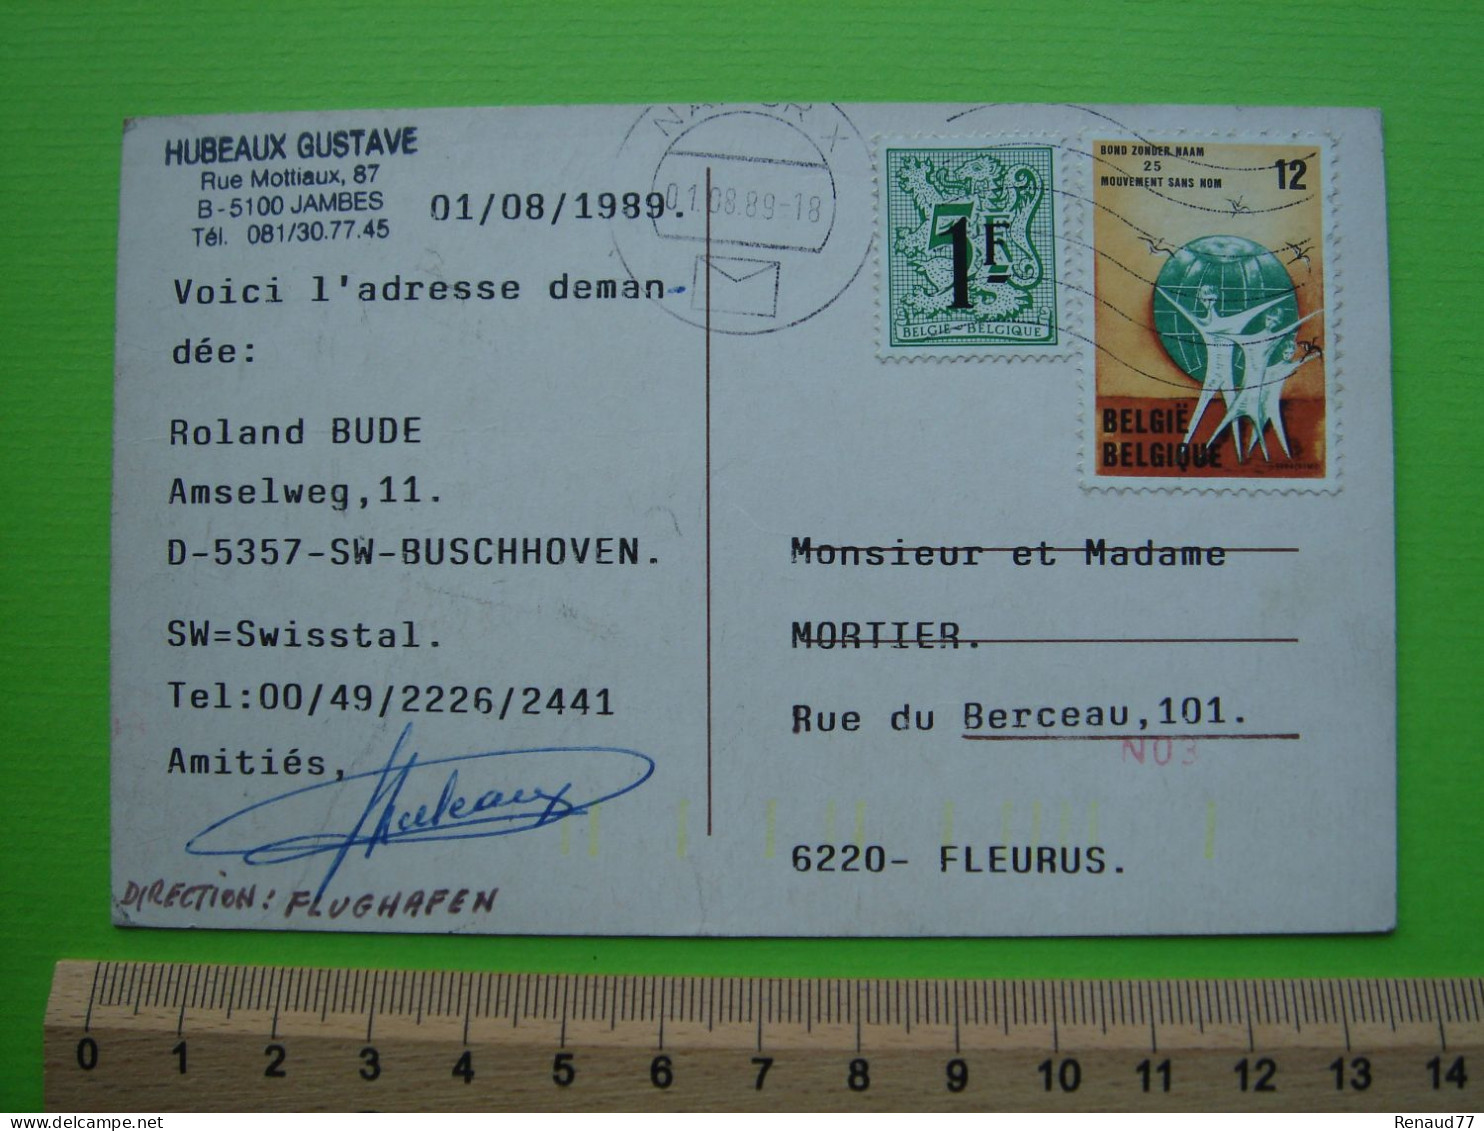 HUBEAUX GUSTAVE
Rue Mottiaux, 87
B-5100 JAMBES
Tél. 081/30.77.45
01/08/1989.
Voici l'adresse deman-
dée:
Roland BUDE
Amselweg,11.
D-5357-SW-BUSCHHOVEN.
SW=Swisstal.
Tel:00/49/2226/2441
Amitiés,
Hubeaux
DIRECTION: FLUGHAFEN
X
01.08.89-18
5F
1F
BELGIË-BELGIQUE
BOND ZONDER NAAM
25
MOUVEMENT SANS NOM
12
BELGIË
BELGIQUE
Monsieur et Madame
MORTIER.
Rue du Berceau,101.
N03
6220- FLEURUS.
0 1 2 3 4 5 6 7 8 9 10 11 12 13 14
Renaud77